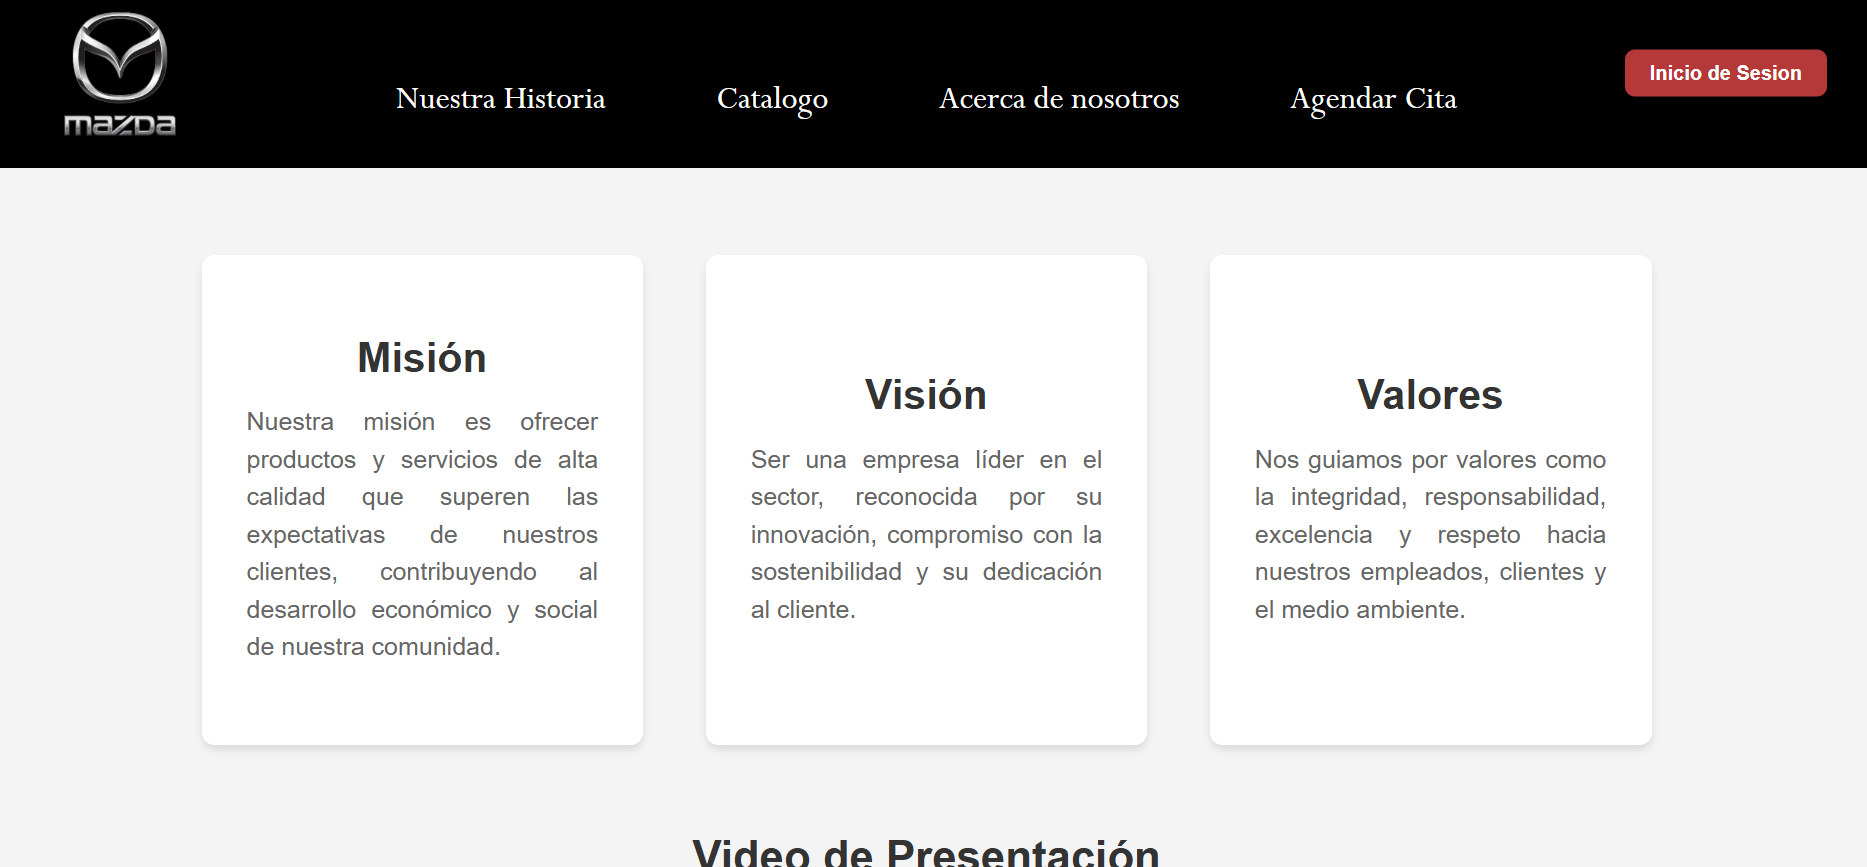 mazda
Nuestra Historia
Catalogo
Acerca de nosotros
Agendar Cita
Inicio de Sesion
Misión
Nuestra misión es ofrecer
productos y servicios de alta
calidad que superen las
expectativas de nuestros
clientes, contribuyendo al
desarrollo económico y social
de nuestra comunidad.
Visión
Ser una empresa líder en el
sector, reconocida por su
innovación, compromiso con la
sostenibilidad y su dedicación
al cliente.
Valores
Nos guiamos por valores como
la integridad, responsabilidad,
excelencia y respeto hacia
nuestros empleados, clientes y
el medio ambiente.
Video de Presentación